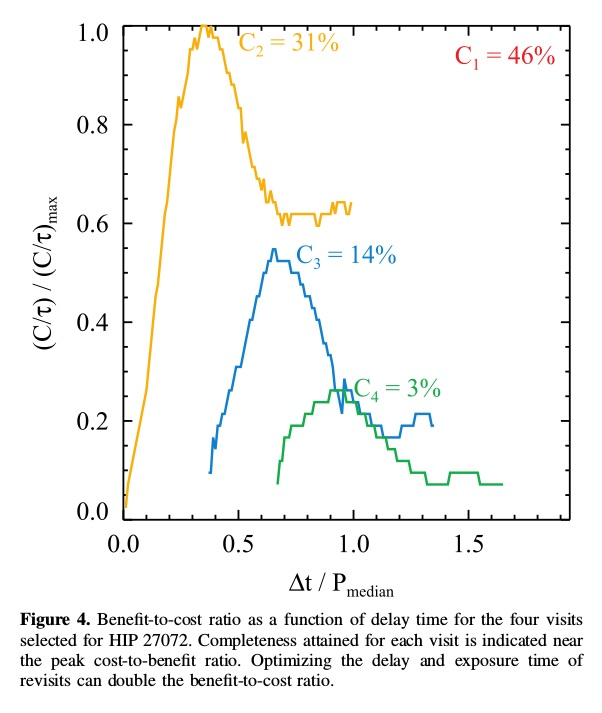 1.0
C₂ = 31%
C₁ = 46%
0.8
(C/τ) / (C/τ)max
0.6
C₃ = 14%
0.4
C₄ = 3%
0.2
0.0
0.0 0.5 1.0 1.5
Δt / Pmedian
Figure 4. Benefit-to-cost ratio as a function of delay time for the four visits
selected for HIP 27072. Completeness attained for each visit is indicated near
the peak cost-to-benefit ratio. Optimizing the delay and exposure time of
revisits can double the benefit-to-cost ratio.